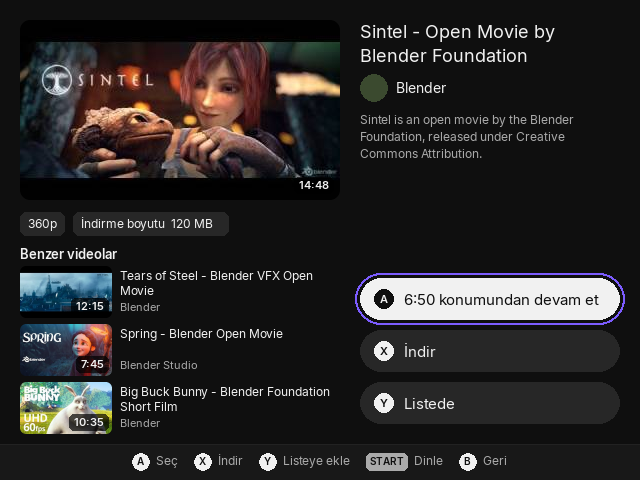 SINTEL
blender
14:48
Sintel - Open Movie by
Blender Foundation
Blender
Sintel is an open movie by the Blender
Foundation, released under Creative
Commons Attribution.
360p
İndirme boyutu 120 MB
Benzer videolar
12:15
Tears of Steel - Blender VFX Open
Movie
Blender
SPRING
7:45
Spring - Blender Open Movie
Blender Studio
Big Buck
BUNNY
UHD
60fps
10:35
Big Buck Bunny - Blender Foundation
Short Film
Blender
A 6:50 konumundan devam et
X İndir
Y Listede
A Seç X İndir Y Listeye ekle START Dinle B Geri